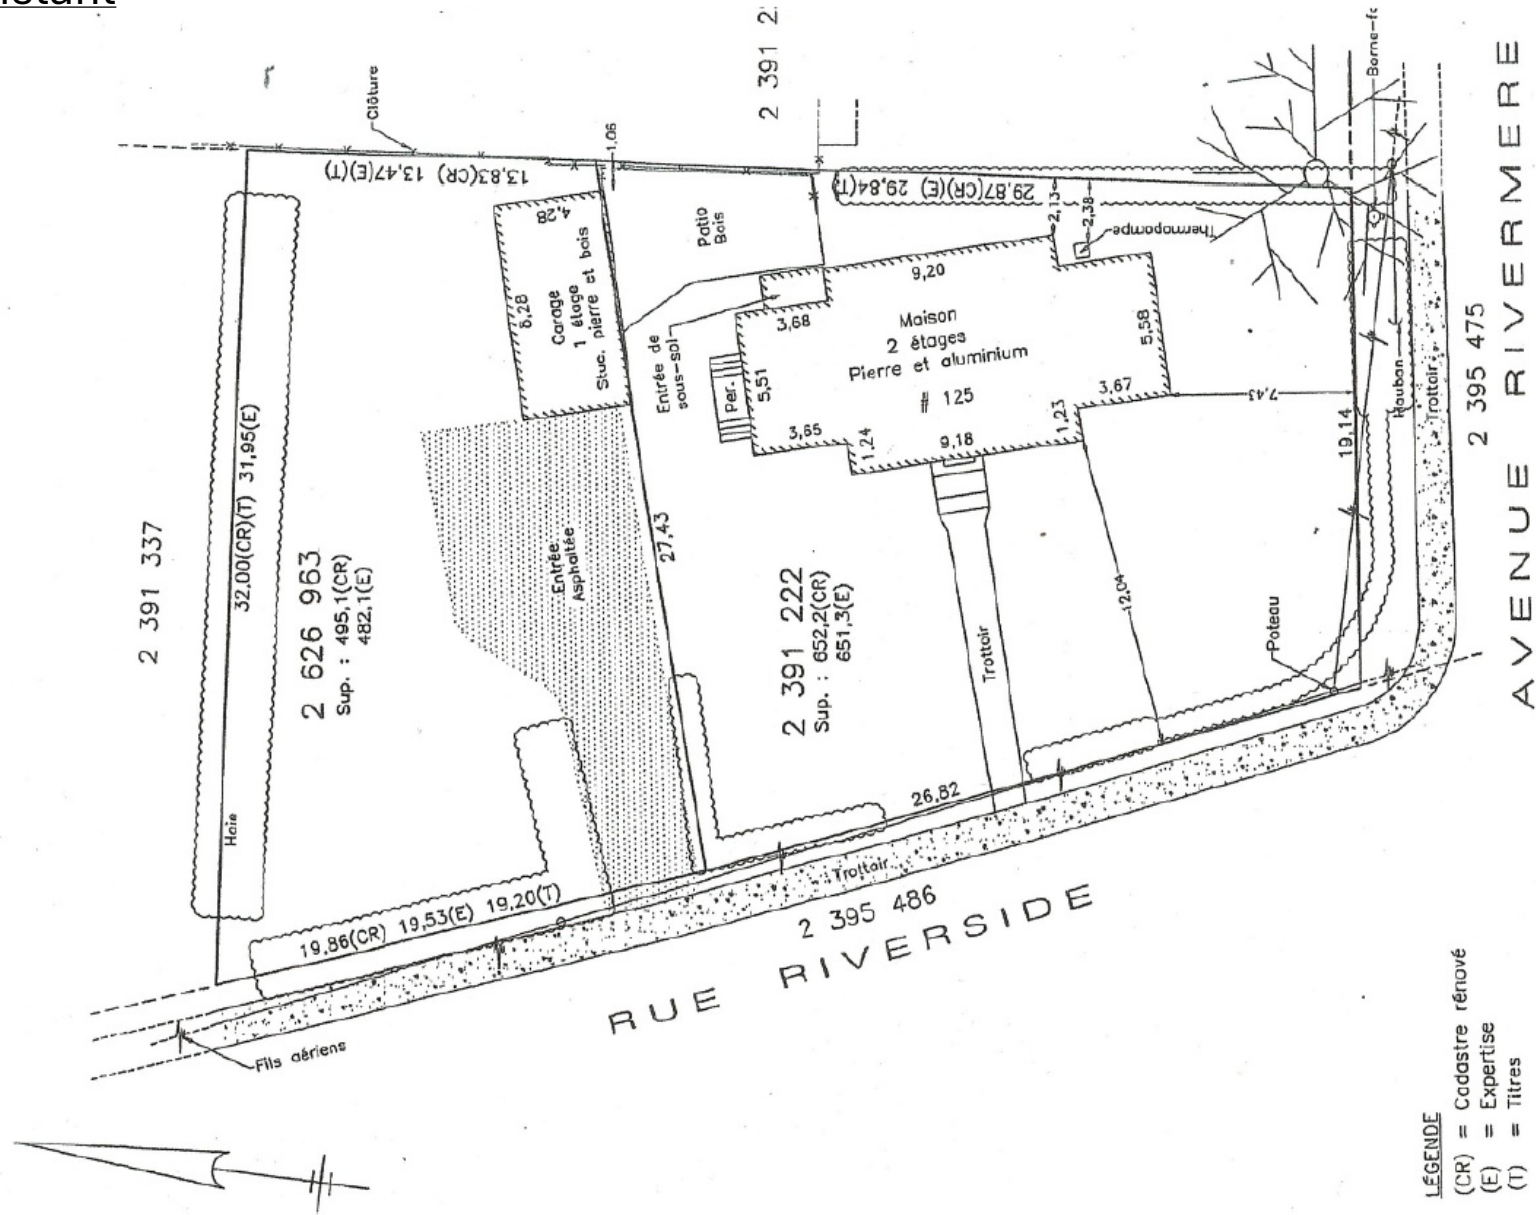 Clôture
2 391 2
Borne-fo
1,06
13,83(CR) 13,47(E)(T)
4,28
Patio
Bois
29,87(CR)(E) 29,84(T)
2,13
2,38
Thermopompe
Garage
1 étage
Stuc, pierre et bois
Entrée de
sous-sol
9,20
3,68
Maison
2 étages
Pierre et aluminium
# 125
5,58
Per.
5,51
3,65
1,24
9,18
1,23
3,67
7,43
19,14
Hauban
Trottoir
2 395 475
AVENUE RIVERMERE
2 391 337
32,00(CR)(T) 31,95(E)
2 626 963
Sup. : 495,1(CR)
482,1(E)
Entrée
Asphaltée
27,43
2 391 222
Sup. : 652,2(CR)
651,3(E)
Trottoir
12,04
Poteau
Haie
19,86(CR) 19,53(E) 19,20(T)
26,82
Trottoir
2 395 486
RUE RIVERSIDE
Fils aériens
LÉGENDE
(CR) = Cadastre rénové
(E) = Expertise
(T) = Titres